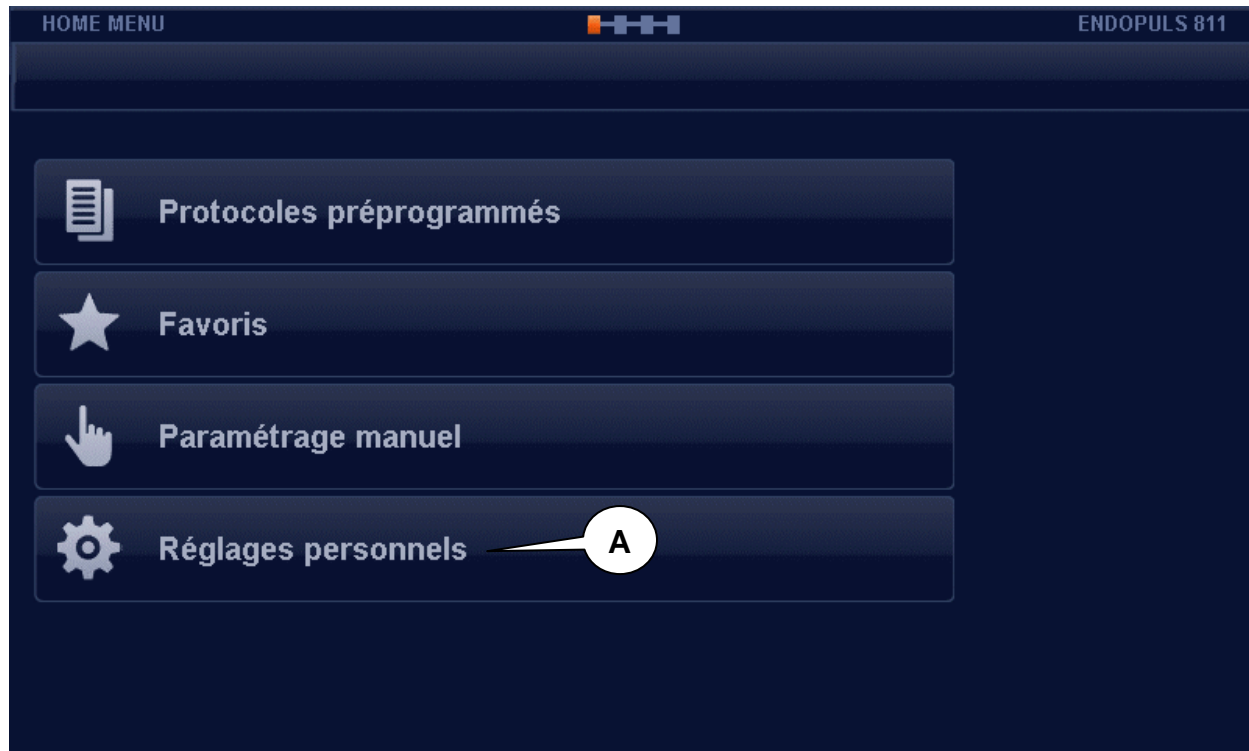 HOME MENU ENDOPULS 811
Protocoles préprogrammés
Favoris
Paramétrage manuel
Réglages personnels A